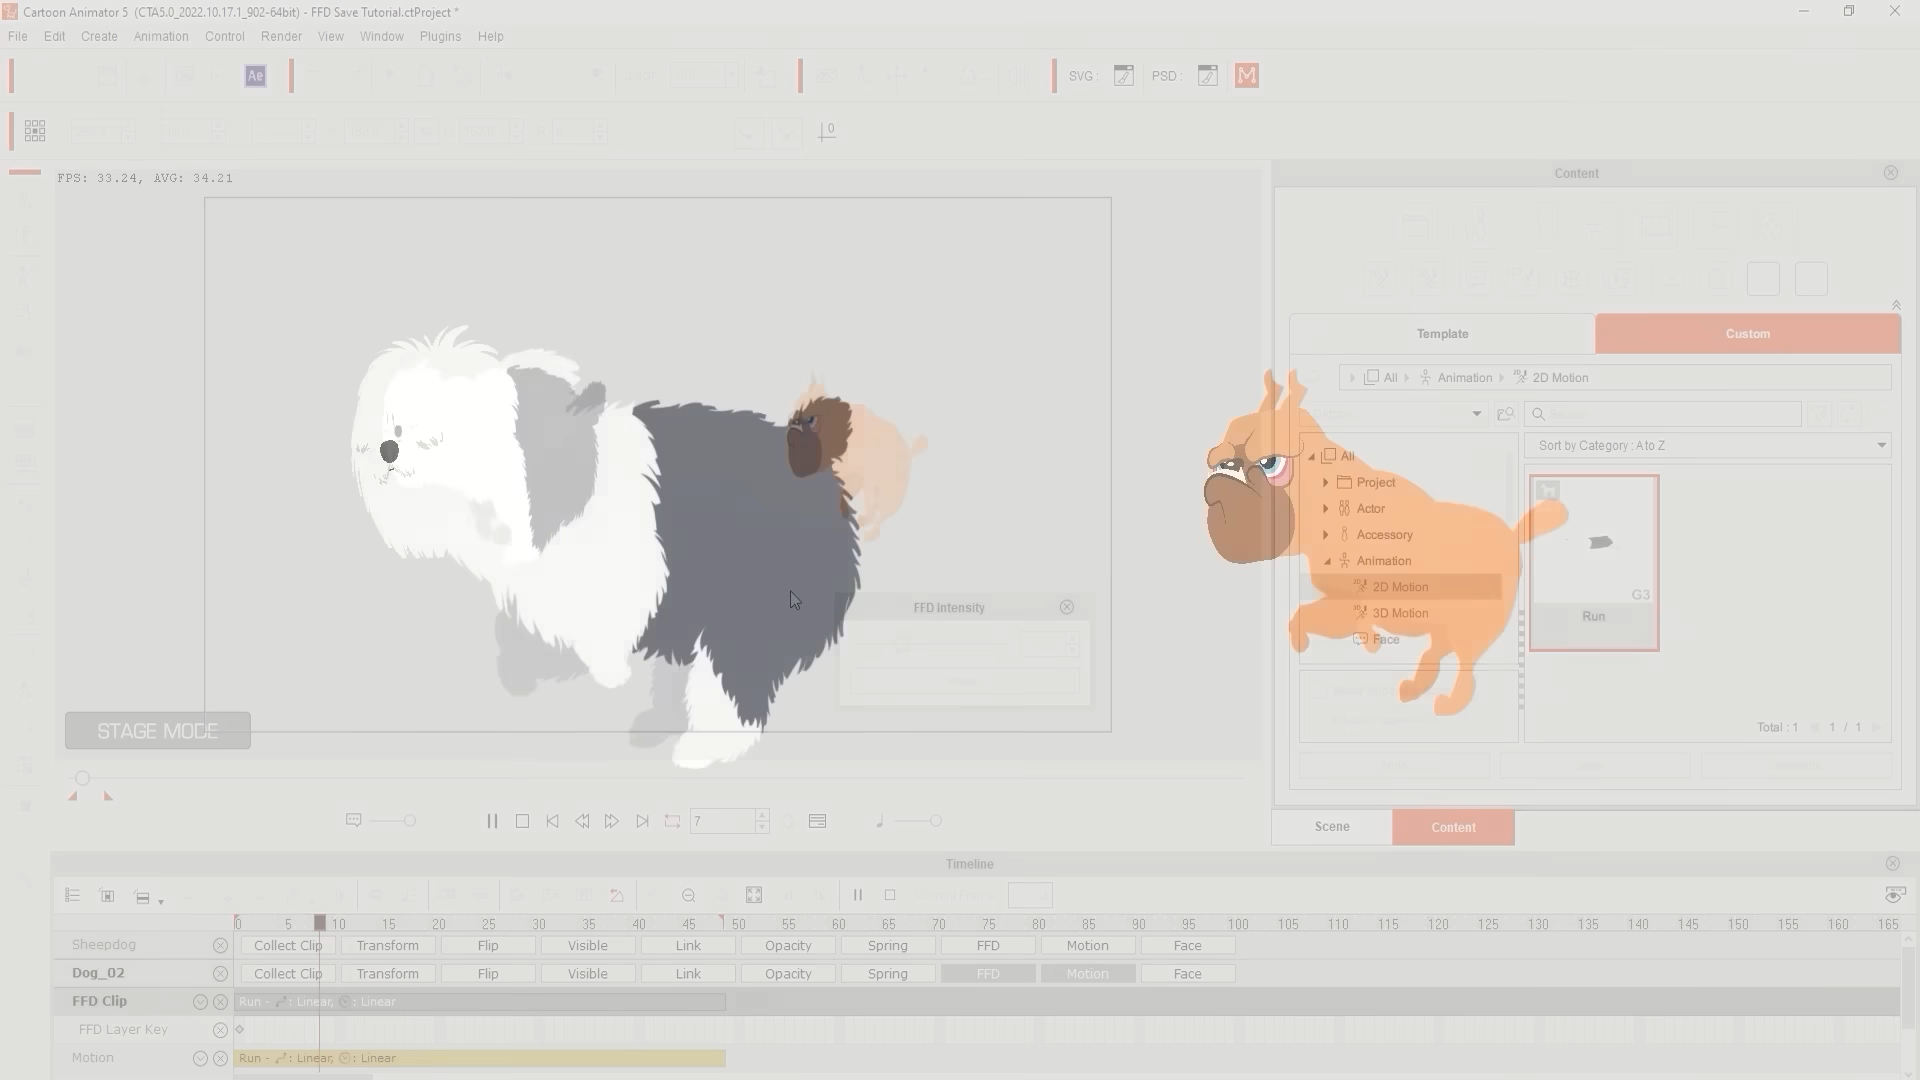 Cartoon Animator 5 (CTA5.0_2022.10.17.1_902-64bit) - FFD Save Tutorial.ctProject *
File Edit Create Animation Control Render View Window Plugins Help
Ae SVG : PSD :
0
FPS: 33.24, AVG: 34.21
Content
Template Custom
All Animation 2D Motion
Sort by Category : A to Z
All
Project
Actor
Accessory
Animation
2D Motion
3D Motion
Face
G3
Run
FFD Intensity
Total : 1 1 / 1
STAGE MODE
7
Scene Content
Timeline
0 5 10 15 20 25 30 35 40 45 50 55 60 65 70 75 80 85 90 95 100 105 110 115 120 125 130 135 140 145 150 155 160 165
Sheepdog Collect Clip Transform Flip Visible Link Opacity Spring FFD Motion Face
Dog_02 Collect Clip Transform Flip Visible Link Opacity Spring FFD Motion Face
FFD Clip Run - : Linear, : Linear
FFD Layer Key
Motion Run - : Linear, : Linear